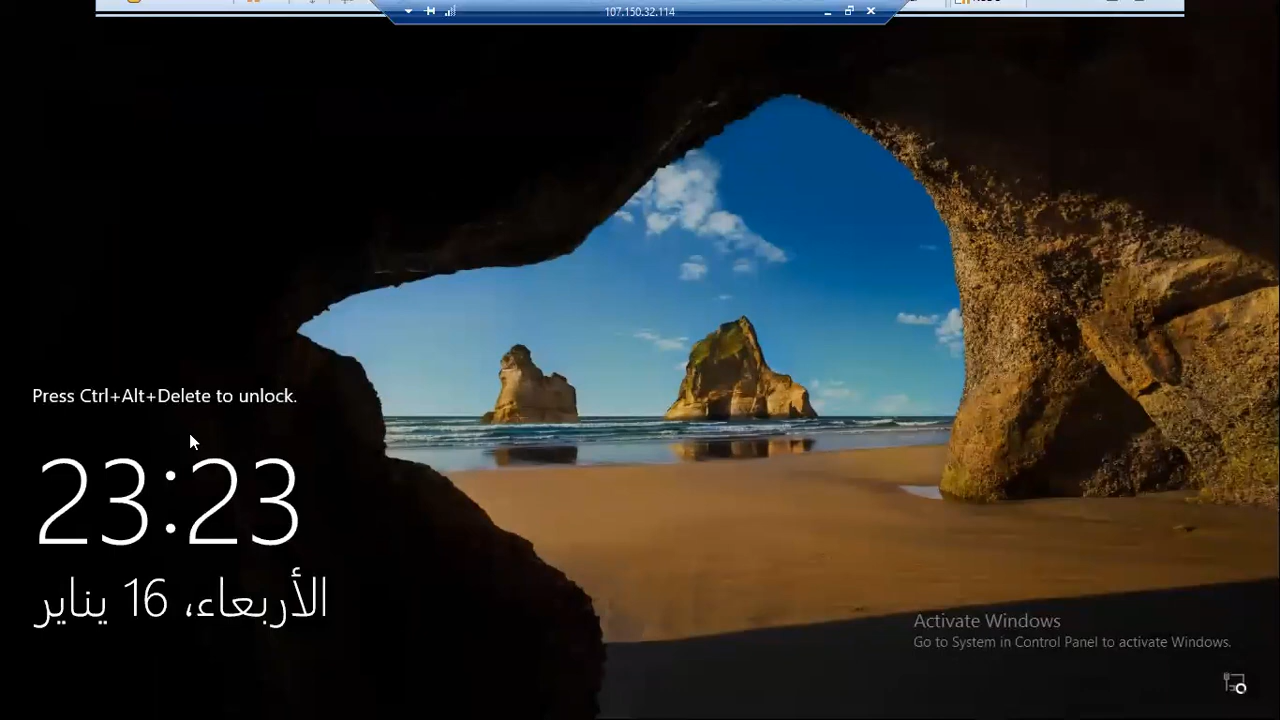 107.150.32.114
Press Ctrl+Alt+Delete to unlock.
23:23
الأربعاء، 16 يناير
Activate Windows
Go to System in Control Panel to activate Windows.